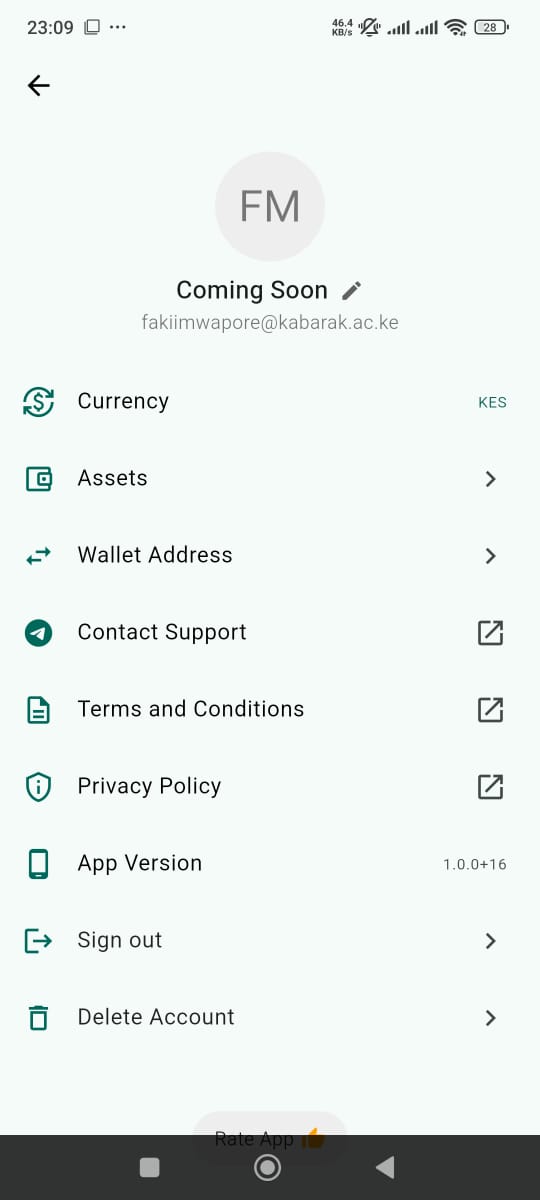 23:09 46.4 KB/s 28
FM
Coming Soon
fakiimwapore@kabarak.ac.ke
Currency KES
Assets
Wallet Address
Contact Support
Terms and Conditions
Privacy Policy
App Version 1.0.0+16
Sign out
Delete Account
Rate App